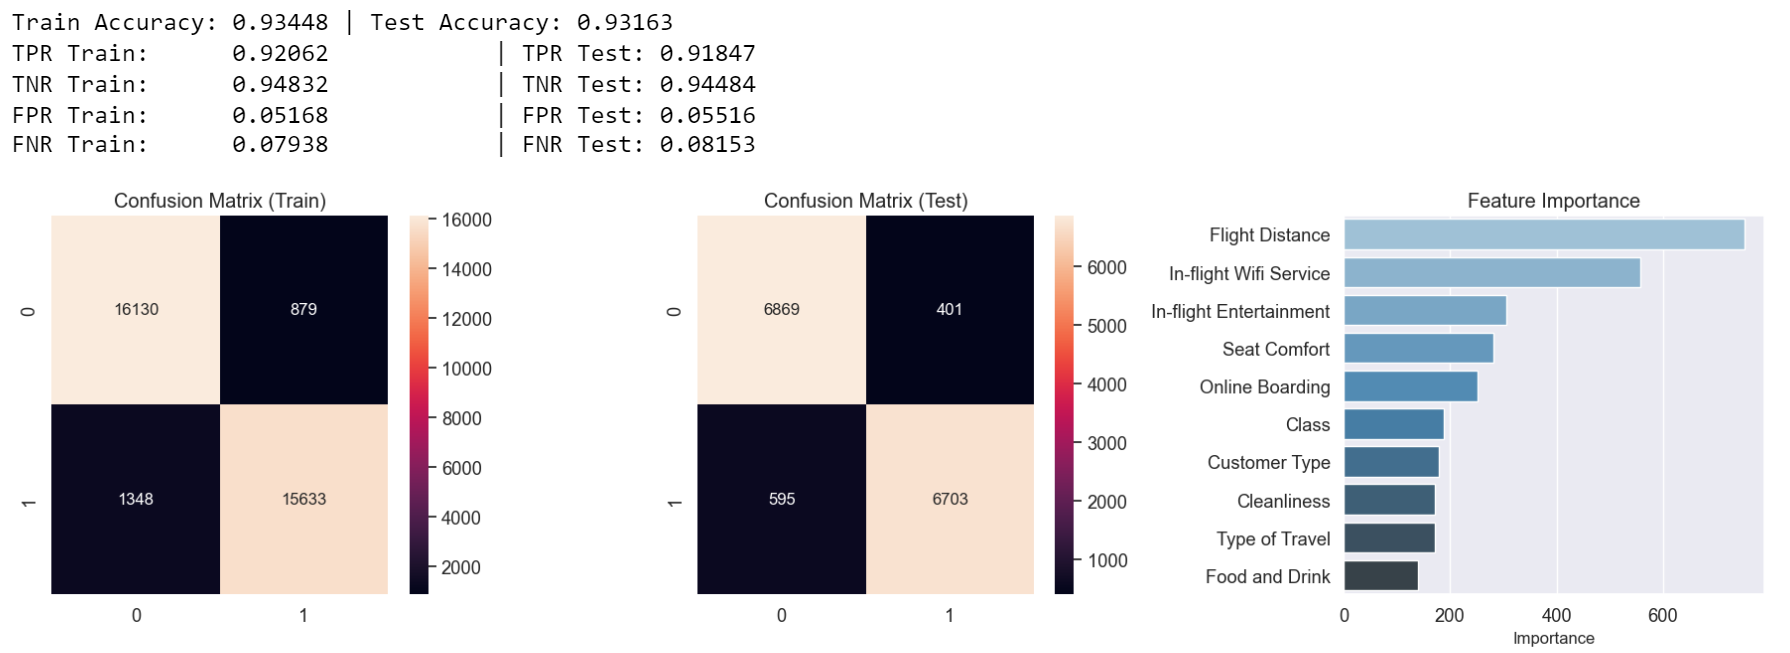 Train Accuracy: 0.93448 | Test Accuracy: 0.93163
TPR Train: 0.92062 | TPR Test: 0.91847
TNR Train: 0.94832 | TNR Test: 0.94484
FPR Train: 0.05168 | FPR Test: 0.05516
FNR Train: 0.07938 | FNR Test: 0.08153
Confusion Matrix (Train)
0
1
16130 879
1348 15633
0 1
16000
14000
12000
10000
8000
6000
4000
2000
Confusion Matrix (Test)
0
1
6869 401
595 6703
0 1
6000
5000
4000
3000
2000
1000
Feature Importance
Flight Distance
In-flight Wifi Service
In-flight Entertainment
Seat Comfort
Online Boarding
Class
Customer Type
Cleanliness
Type of Travel
Food and Drink
0 200 400 600
Importance